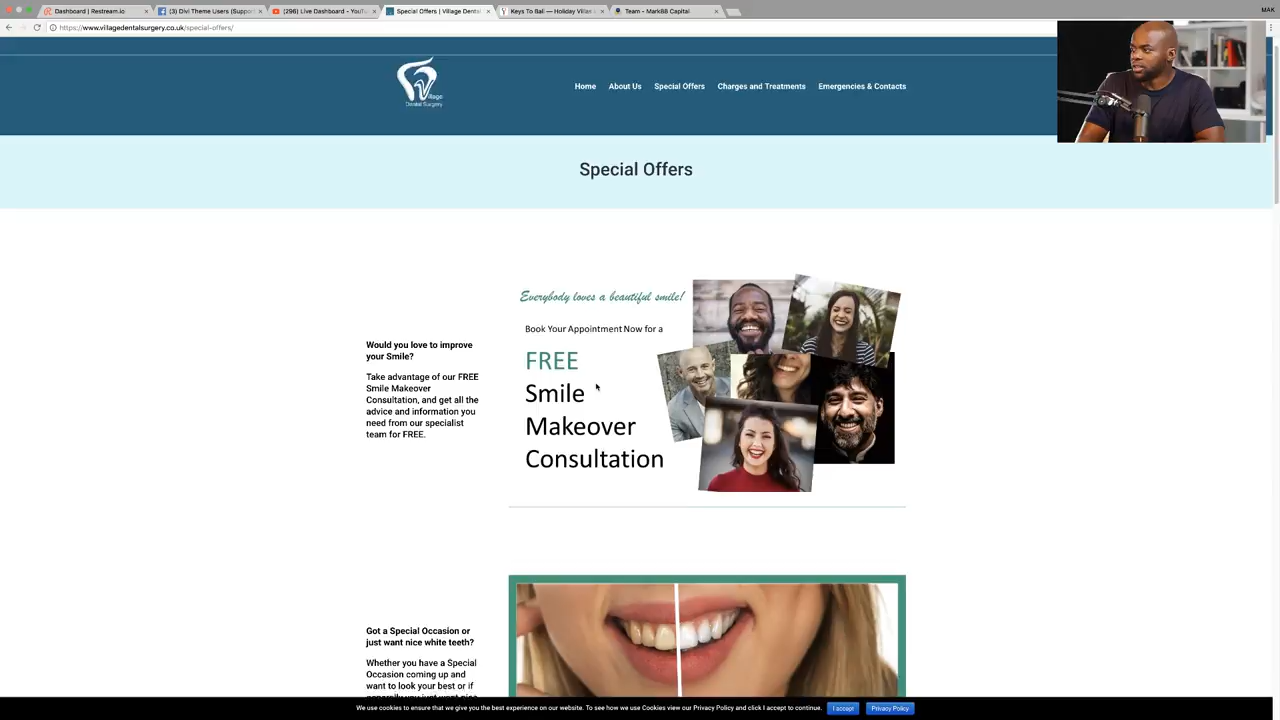 Dashboard | Restream.io
(3) Divi Theme Users (Support
(296) Live Dashboard - YouTu
Special Offers | Village Dental
Keys To Bali — Holiday Villas
Team - Mark88 Capital
MAK
https://www.villagedentalsurgery.co.uk/special-offers/
Village
Dental Surgery
Home
About Us
Special Offers
Charges and Treatments
Emergencies & Contacts
Special Offers
Would you love to improve
your Smile?
Take advantage of our FREE
Smile Makeover
Consultation, and get all the
advice and information you
need from our specialist
team for FREE.
Everybody loves a beautiful smile!
Book Your Appointment Now for a
FREE
Smile
Makeover
Consultation
Got a Special Occasion or
just want nice white teeth?
Whether you have a Special
Occasion coming up and
want to look your best or if
We use cookies to ensure that we give you the best experience on our website. To see how we use Cookies view our Privacy Policy and click I accept to continue.
I accept
Privacy Policy